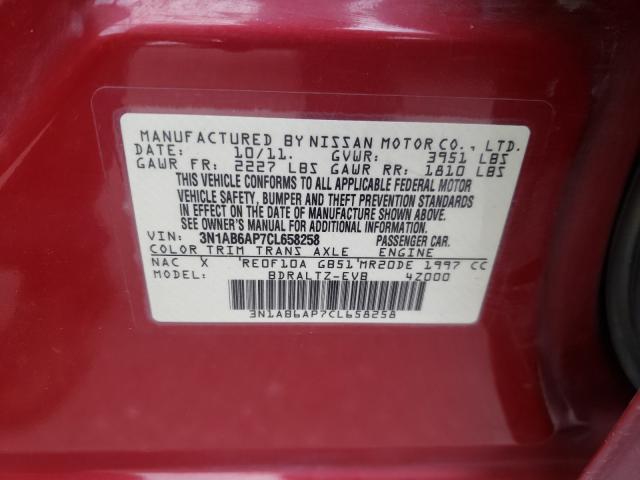 MANUFACTURED BY NISSAN MOTOR CO., LTD.
DATE: 10/11. GVWR: 3951 LBS
GAWR FR: 2227 LBS GAWR RR: 1810 LBS
THIS VEHICLE CONFORMS TO ALL APPLICABLE FEDERAL MOTOR
VEHICLE SAFETY, BUMPER AND THEFT PREVENTION STANDARDS
IN EFFECT ON THE DATE OF MANUFACTURE SHOWN ABOVE.
SEE OWNER'S MANUAL FOR ADDITIONAL INFORMATION.
VIN: 3N1AB6AP7CL658258 PASSENGER CAR.
COLOR TRIM TRANS AXLE ENGINE
NAC X RE0F10A GB51 MR20DE 1997 CC
MODEL: BDRALTZ-EVB 4Z000
3N1AB6AP7CL658258